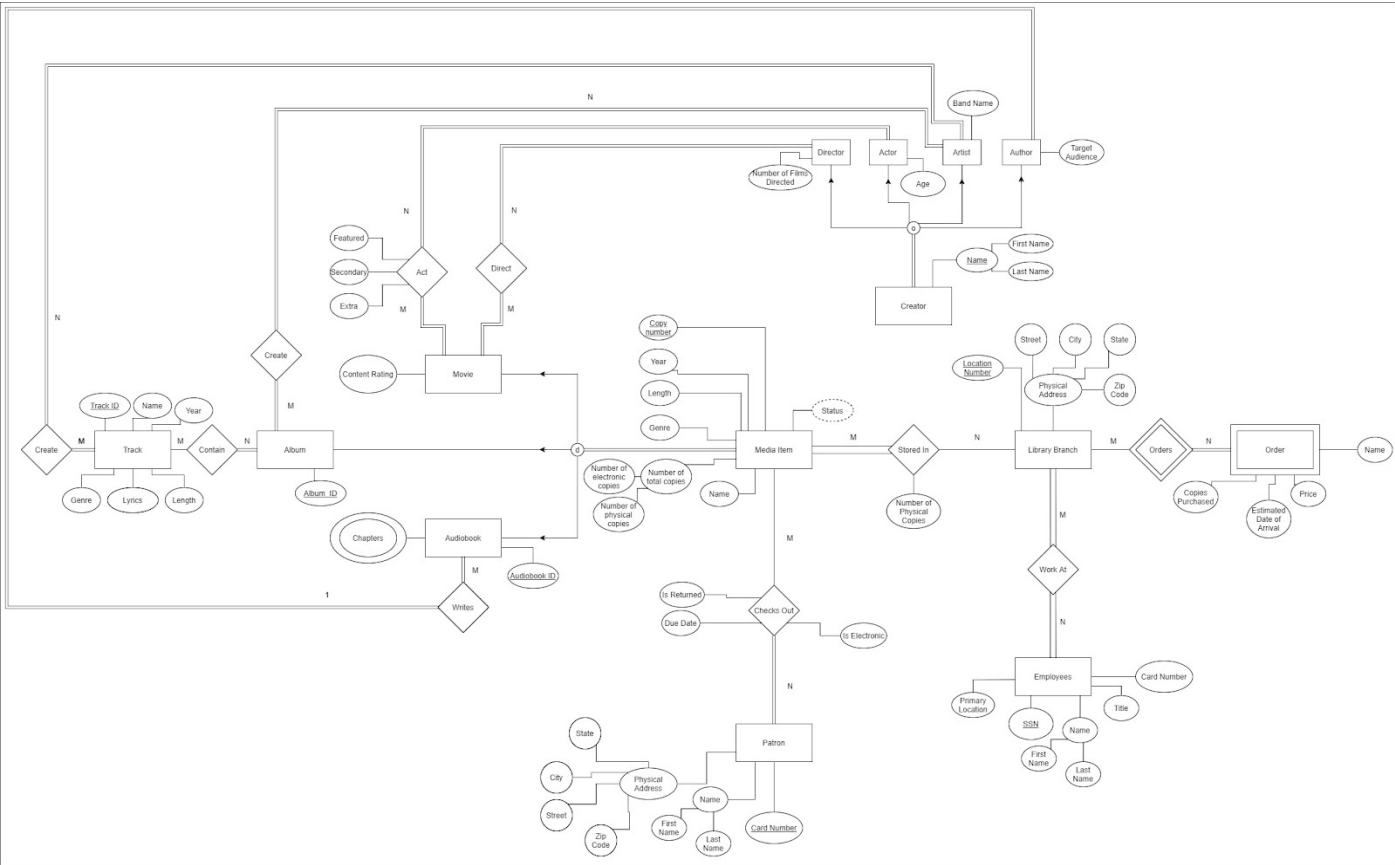 N
Band Name
Director
Actor
Artist
Author
Target
Audience
Number of Films
Directed
Age
N
N
Featured
Secondary
Extra
Act
Direct
o
Name
First Name
Last Name
Creator
M
M
N
Create
Copy
number
Street
City
State
Content Rating
Movie
Year
Location
Number
Physical
Address
Zip
Code
Length
Status
M
Genre
Track ID
Name
Year
Create
M
Track
M
Contain
N
Album
d
Media Item
M
Stored In
N
Library Branch
M
Orders
N
Order
Name
Number of
electronic
copies
Number of
total copies
Name
Number of
physical
copies
Genre
Lyrics
Length
Album_ID
Number of
Physical
Copies
Copies
Purchased
Estimated
Date of
Arrival
Price
Chapters
Audiobook
M
M
M
Audiobook ID
Work At
1
Writes
Is Returned
Due Date
Checks Out
Is Electronic
N
N
Employees
Card Number
Primary
Location
SSN
Title
Name
First
Name
Last
Name
State
Patron
City
Physical
Address
Street
Zip
Code
Name
First
Name
Last
Name
Card Number